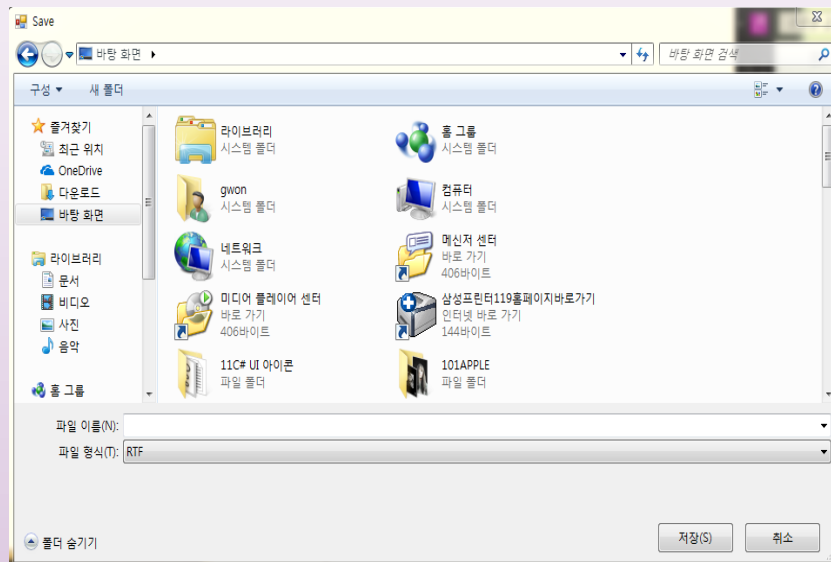 Save
바탕 화면
바탕 화면 검색
구성
새 폴더
즐겨찾기
최근 위치
OneDrive
다운로드
바탕 화면
라이브러리
문서
비디오
사진
음악
홈 그룹
라이브러리
시스템 폴더
홈 그룹
시스템 폴더
gwon
시스템 폴더
컴퓨터
시스템 폴더
네트워크
시스템 폴더
메신저 센터
바로 가기
406바이트
미디어 플레이어 센터
바로 가기
406바이트
삼성프린터119홈페이지바로가기
인터넷 바로 가기
144바이트
11C# UI 아이콘
파일 폴더
101APPLE
파일 폴더
파일 이름(N):
파일 형식(T): RTF
폴더 숨기기
저장(S)
취소